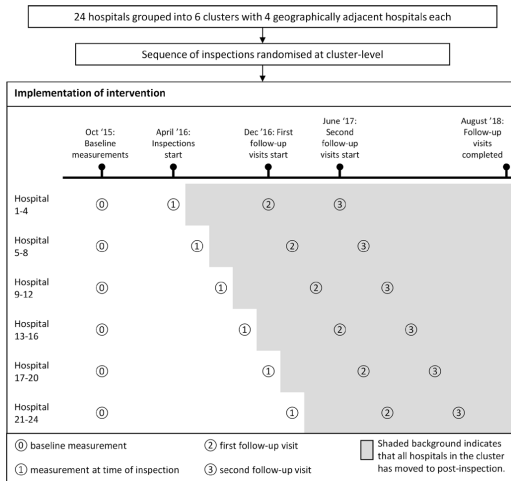 24 hospitals grouped into 6 clusters with 4 geographically adjacent hospitals each
Sequence of inspections randomised at cluster-level
Implementation of intervention
Oct '15:
Baseline
measurements
April '16:
Inspections
start
Dec '16: First
follow-up
visits start
June '17:
Second
follow-up
visits start
August '18:
Follow-up
visits
completed
Hospital
1-4
0 1 2 3
Hospital
5-8
0 1 2 3
Hospital
9-12
0 1 2 3
Hospital
13-16
0 1 2 3
Hospital
17-20
0 1 2 3
Hospital
21-24
0 1 2 3
0 baseline measurement
1 measurement at time of inspection
2 first follow-up visit
3 second follow-up visit
Shaded background indicates
that all hospitals in the cluster
has moved to post-inspection.